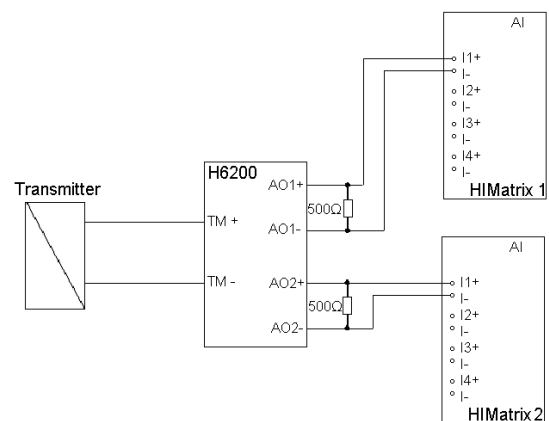 AI
I1+
I-
I2+
I-
I3+
I-
I4+
I-
HIMatrix 1
H6200
AO1+
500Ω
AO1-
TM +
TM -
AO2+
500Ω
AO2-
Transmitter
AI
I1+
I-
I2+
I-
I3+
I-
I4+
I-
HIMatrix 2